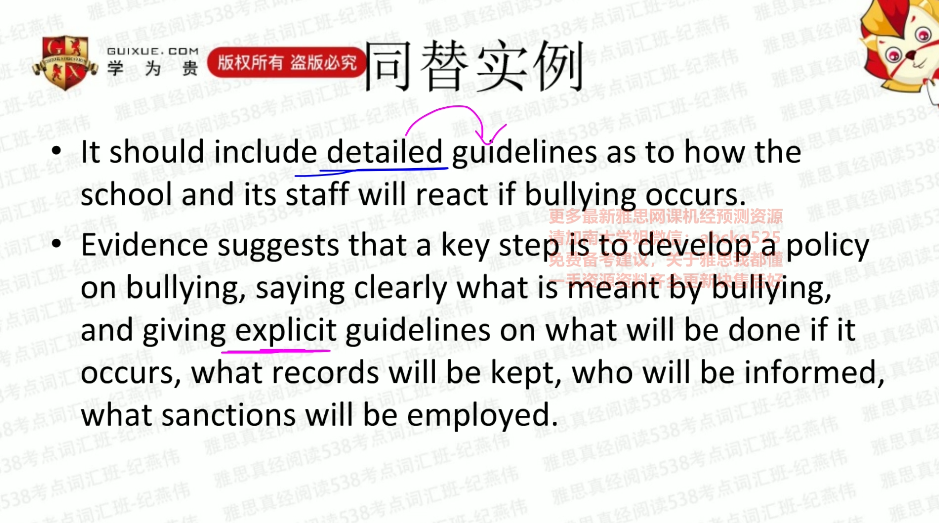 GUIXUE.COM
学 为 贵
版权所有 盗版必究
同替实例
• It should include detailed guidelines as to how the
school and its staff will react if bullying occurs.
更多最新雅思网课机经预测资源
• Evidence suggests that a key step is to develop a policy
on bullying, saying clearly what is meant by bullying,
and giving explicit guidelines on what will be done if it
occurs, what records will be kept, who will be informed,
what sanctions will be employed.
雅思真经阅读538考点词汇班-纪燕伟